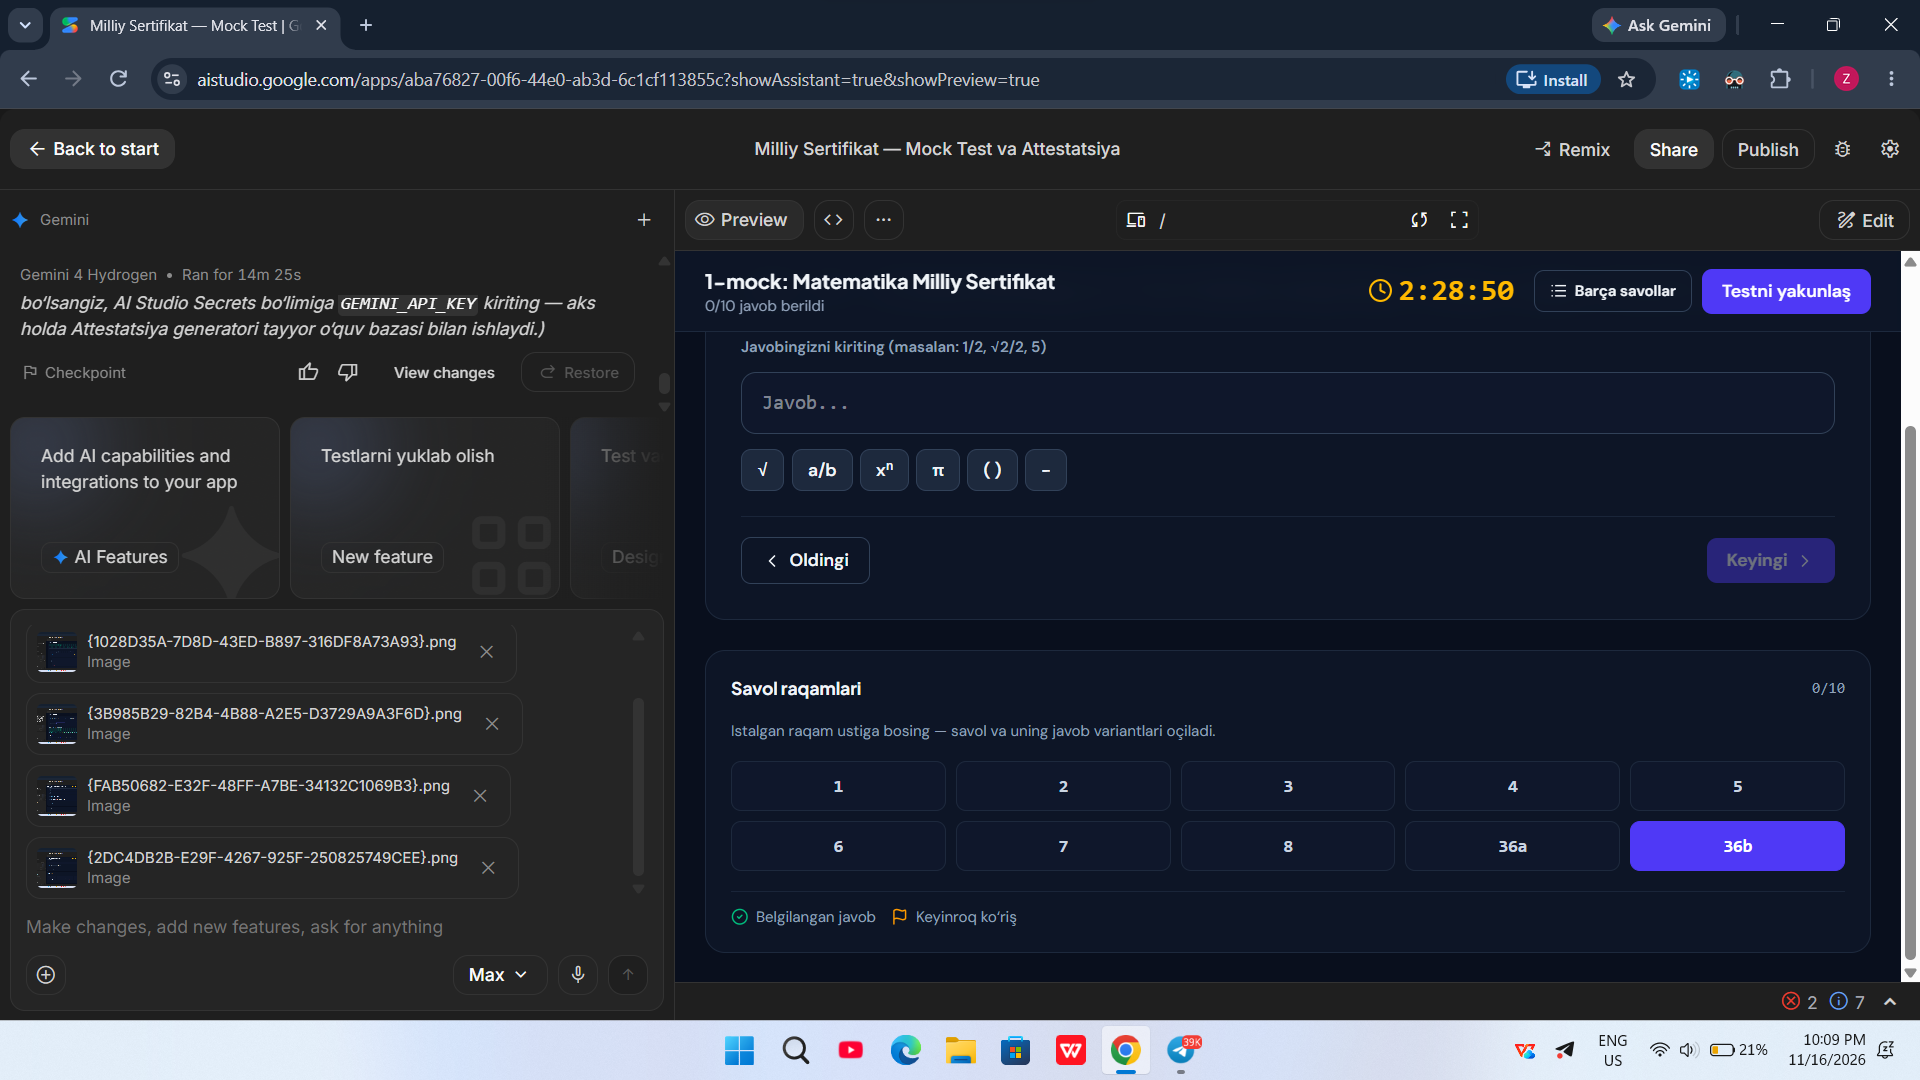 Milliy Sertifikat — Mock Test | G
Ask Gemini
aistudio.google.com/apps/aba76827-00f6-44e0-ab3d-6c1cf113855c?showAssistant=true&showPreview=true
Install
Z
Back to start
Milliy Sertifikat — Mock Test va Attestatsiya
Remix
Share
Publish
Gemini
Preview
/
Edit
Gemini 4 Hydrogen • Ran for 14m 25s
bo‘lsangiz, AI Studio Secrets bo‘limiga GEMINI_API_KEY kiriting — aks
holda Attestatsiya generatori tayyor o‘quv bazasi bilan ishlaydi.)
Checkpoint
View changes
Restore
Add AI capabilities and
integrations to your app
AI Features
Testlarni yuklab olish
New feature
Test va
Desig
{1028D35A-7D8D-43ED-B897-316DF8A73A93}.png
Image
{3B985B29-82B4-4B88-A2E5-D3729A9A3F6D}.png
Image
{FAB50682-E32F-48FF-A7BE-34132C1069B3}.png
Image
{2DC4DB2B-E29F-4267-925F-250825749CEE}.png
Image
Make changes, add new features, ask for anything
Max
1-mock: Matematika Milliy Sertifikat
0/10 javob berildi
2:28:50
Barça savollar
Testni yakunlaş
Javobingizni kiriting (masalan: 1/2, √2/2, 5)
Javob...
√
a/b
xⁿ
π
( )
−
Oldingi
Keyingi
Savol raqamlari
0/10
Istalgan raqam ustiga bosing — savol va uning javob variantlari oçiladi.
1
2
3
4
5
6
7
8
36a
36b
Belgilangan javob
Keyinroq ko‘riş
2
7
39K
ENG
US
21%
10:09 PM
11/16/2026